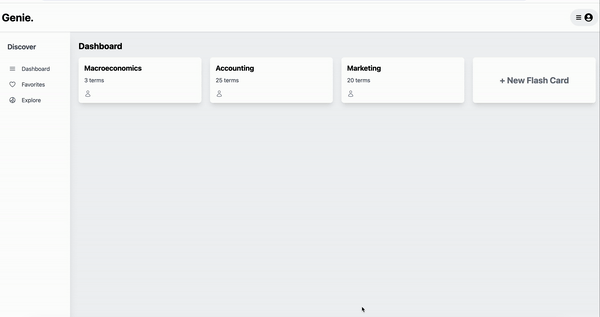 Genie.
Discover
Dashboard
Favorites
Explore
Dashboard
Macroeconomics
3 terms
Accounting
25 terms
Marketing
20 terms
+ New Flash Card